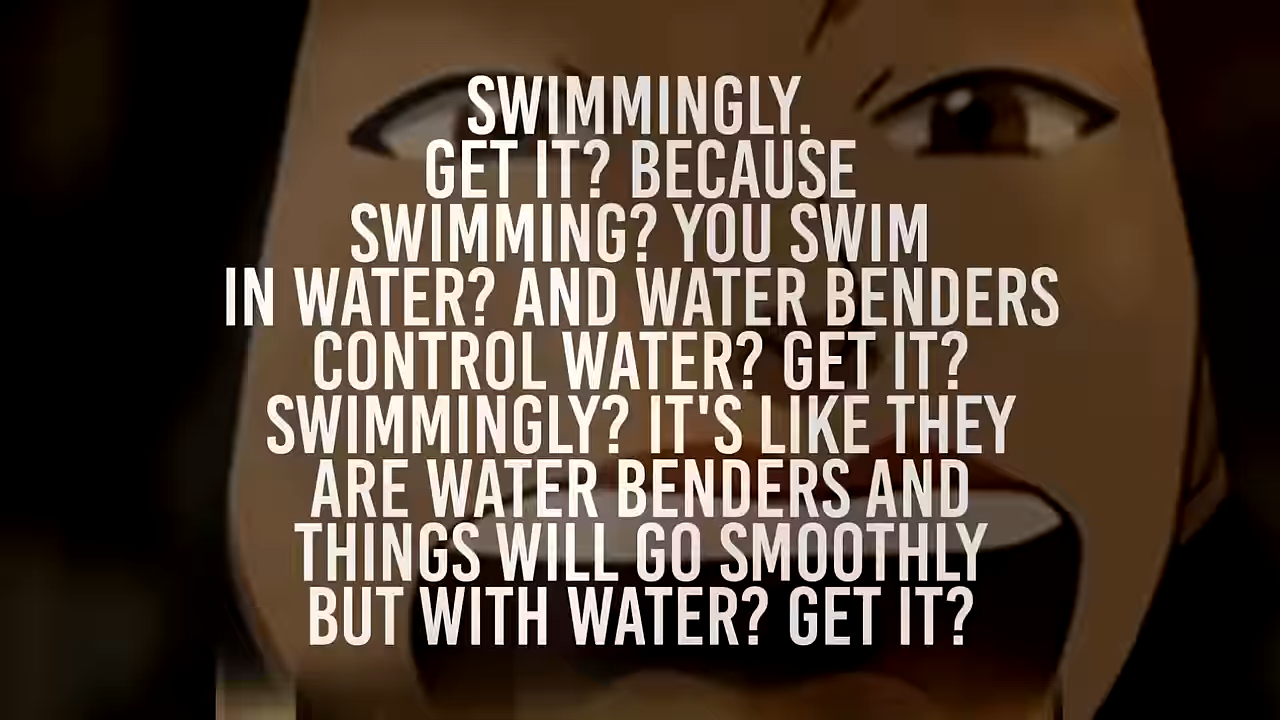 SWIMMINGLY.
GET IT? BECAUSE
SWIMMING? YOU SWIM
IN WATER? AND WATER BENDERS
CONTROL WATER? GET IT?
SWIMMINGLY? IT'S LIKE THEY
ARE WATER BENDERS AND
THINGS WILL GO SMOOTHLY
BUT WITH WATER? GET IT?